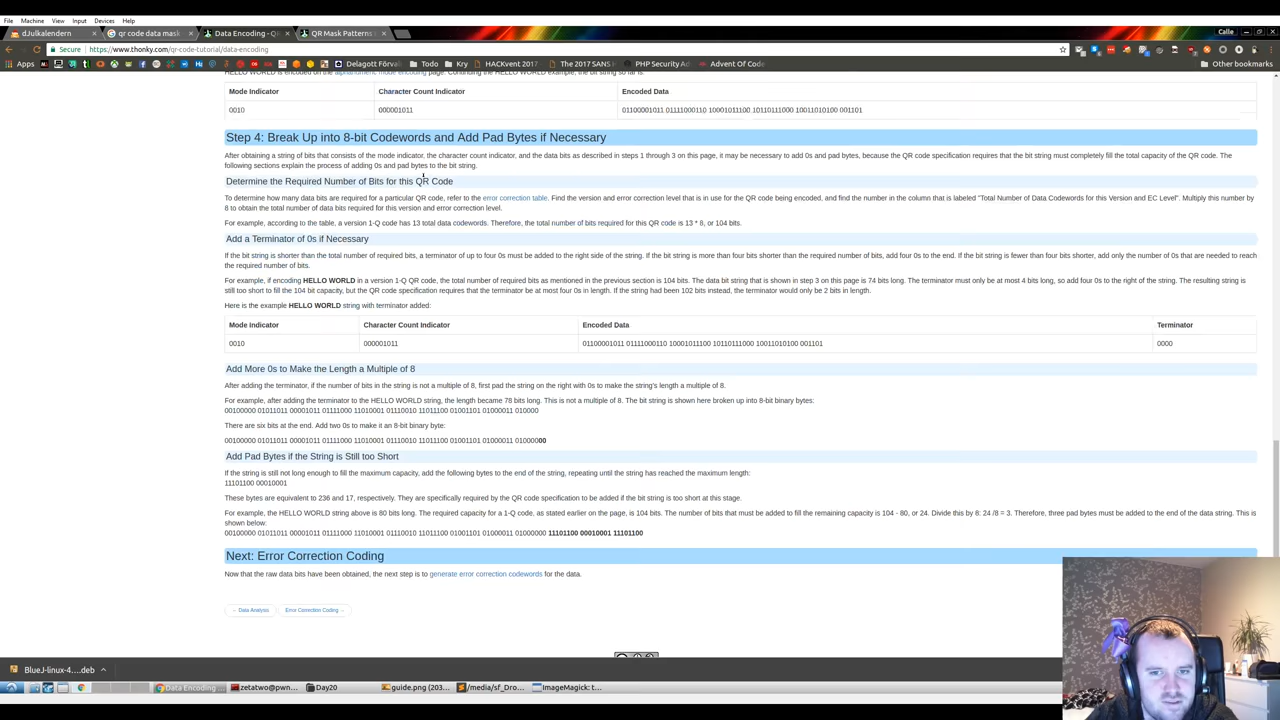 File Machine View Input Devices Help
dJulkalendern
qr code data mask
Data Encoding - QR
QR Mask Patterns
Calle
Secure https://www.thonky.com/qr-code-tutorial/data-encoding
Apps Delagott Förval Todo Kry HACKvent 2017 The 2017 SANS PHP Security Advent Of Code Other bookmarks
HELLO WORLD is encoded on the alphanumeric mode encoding page. Continuing the HELLO WORLD example, the bit string so far is:
Mode Indicator Character Count Indicator Encoded Data
0010 000001011 01100001011 01111000110 10001011100 10110111000 10011010100 001101
Step 4: Break Up into 8-bit Codewords and Add Pad Bytes if Necessary
After obtaining a string of bits that consists of the mode indicator, the character count indicator, and the data bits as described in steps 1 through 3 on this page, it may be necessary to add 0s and pad bytes, because the QR code specification requires that the bit string must completely fill the total capacity of the QR code. The
following sections explain the process of adding 0s and pad bytes to the bit string.
Determine the Required Number of Bits for this QR Code
To determine how many data bits are required for a particular QR code, refer to the error correction table. Find the version and error correction level that is in use for the QR code being encoded, and find the number in the column that is labeled "Total Number of Data Codewords for this Version and EC Level". Multiply this number by
8 to obtain the total number of data bits required for this version and error correction level.
For example, according to the table, a version 1-Q code has 13 total data codewords. Therefore, the total number of bits required for this QR code is 13 * 8, or 104 bits.
Add a Terminator of 0s if Necessary
If the bit string is shorter than the total number of required bits, a terminator of up to four 0s must be added to the right side of the string. If the bit string is more than four bits shorter than the required number of bits, add four 0s to the end. If the bit string is fewer than four bits shorter, add only the number of 0s that are needed to reach
the required number of bits.
For example, if encoding HELLO WORLD in a version 1-Q QR code, the total number of required bits as mentioned in the previous section is 104 bits. The data bit string that is shown in step 3 on this page is 74 bits long. The terminator must only be at most 4 bits long, so add four 0s to the right of the string. The resulting string is
still too short to fill the 104 bit capacity, but the QR code specification requires that the terminator be at most four 0s in length. If the string had been 102 bits instead, the terminator would only be 2 bits in length.
Here is the example HELLO WORLD string with terminator added:
Mode Indicator Character Count Indicator Encoded Data Terminator
0010 000001011 01100001011 01111000110 10001011100 10110111000 10011010100 001101 0000
Add More 0s to Make the Length a Multiple of 8
After adding the terminator, if the number of bits in the string is not a multiple of 8, first pad the string on the right with 0s to make the string's length a multiple of 8.
For example, after adding the terminator to the HELLO WORLD string, the length became 78 bits long. This is not a multiple of 8. The bit string is shown here broken up into 8-bit binary bytes:
00100000 01011011 00001011 01111000 11010001 01110010 11011100 01001101 01000011 010000
There are six bits at the end. Add two 0s to make it an 8-bit binary byte:
00100000 01011011 00001011 01111000 11010001 01110010 11011100 01001101 01000011 01000000
Add Pad Bytes if the String is Still too Short
If the string is still not long enough to fill the maximum capacity, add the following bytes to the end of the string, repeating until the string has reached the maximum length:
11101100 00010001
These bytes are equivalent to 236 and 17, respectively. They are specifically required by the QR code specification to be added if the bit string is too short at this stage.
For example, the HELLO WORLD string above is 80 bits long. The required capacity for a 1-Q code, as stated earlier on the page, is 104 bits. The number of bits that must be added to fill the remaining capacity is 104 - 80, or 24. Divide this by 8: 24 /8 = 3. Therefore, three pad bytes must be added to the end of the data string. This is
shown below:
00100000 01011011 00001011 01111000 11010001 01110010 11011100 01001101 01000011 01000000 11101100 00010001 11101100
Next: Error Correction Coding
Now that the raw data bits have been obtained, the next step is to generate error correction codewords for the data.
← Data Analysis Error Correction Coding →
BlueJ-linux-4....deb
Data Encoding ... zetatwo@pwn... Day20 guide.png (203... /media/sf_Dro... ImageMagick: t...